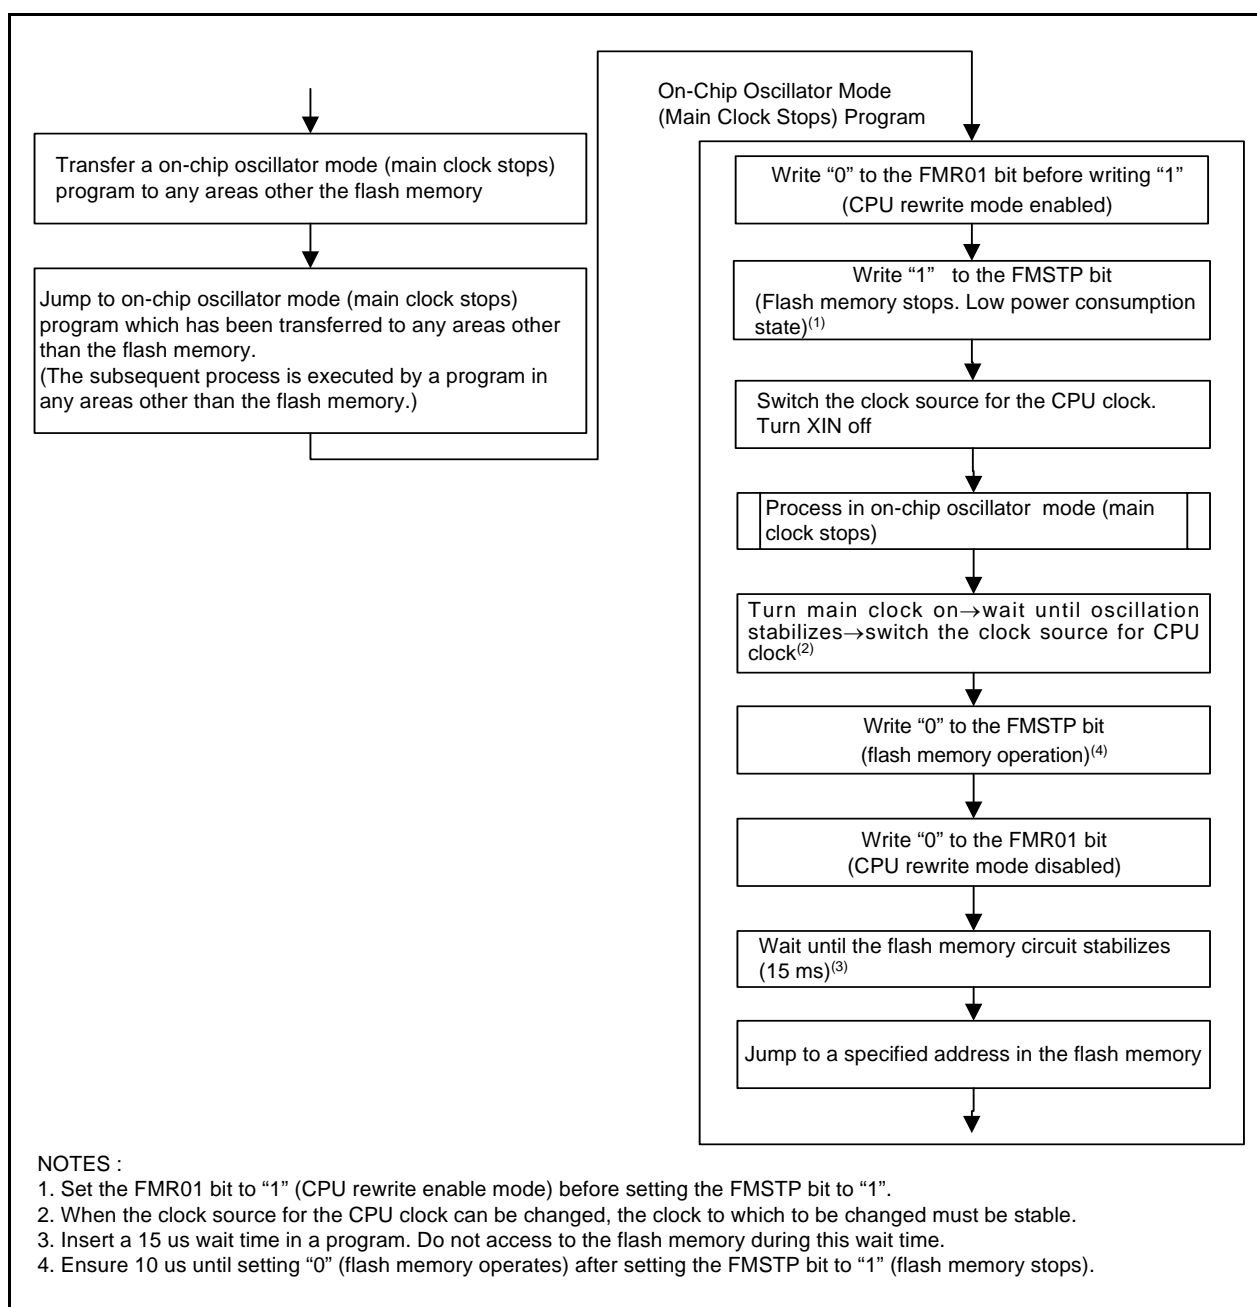 Transfer a on-chip oscillator mode (main clock stops)
program to any areas other the flash memory
Jump to on-chip oscillator mode (main clock stops)
program which has been transferred to any areas other
than the flash memory.
(The subsequent process is executed by a program in
any areas other than the flash memory.)
On-Chip Oscillator Mode
(Main Clock Stops) Program
Write “0” to the FMR01 bit before writing “1”
(CPU rewrite mode enabled)
Write “1” to the FMSTP bit
(Flash memory stops. Low power consumption
state)(1)
Switch the clock source for the CPU clock.
Turn XIN off
Process in on-chip oscillator mode (main
clock stops)
Turn main clock on→wait until oscillation
stabilizes→switch the clock source for CPU
clock(2)
Write “0” to the FMSTP bit
(flash memory operation)(4)
Write “0” to the FMR01 bit
(CPU rewrite mode disabled)
Wait until the flash memory circuit stabilizes
(15 ms)(3)
Jump to a specified address in the flash memory
NOTES :
1. Set the FMR01 bit to “1” (CPU rewrite enable mode) before setting the FMSTP bit to “1”.
2. When the clock source for the CPU clock can be changed, the clock to which to be changed must be stable.
3. Insert a 15 us wait time in a program. Do not access to the flash memory during this wait time.
4. Ensure 10 us until setting “0” (flash memory operates) after setting the FMSTP bit to “1” (flash memory stops).